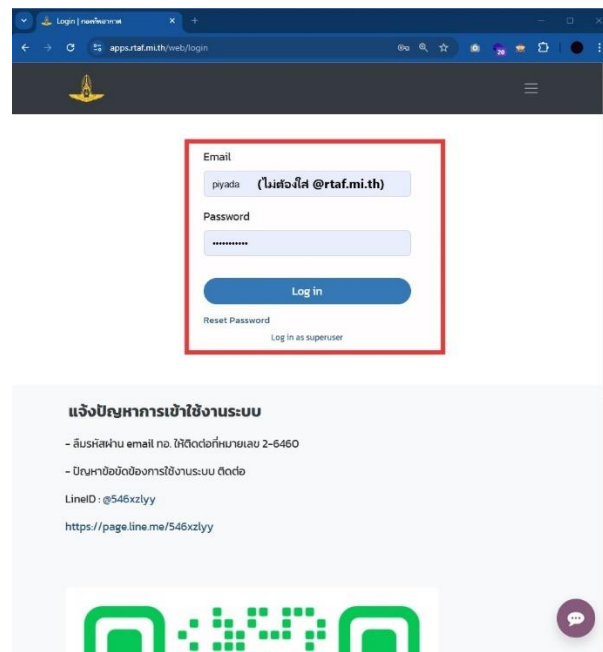 Login | กองทัพอากาศ
apps.rtaf.mi.th/web/login
Email
piyada (ไม่ต้องใส่ @rtaf.mi.th)
Password
Log in
Reset Password
Log in as superuser
แจ้งปัญหาการเข้าใช้งานระบบ
- ลืมรหัสผ่าน email ทอ. ให้ติดต่อที่หมายเลข 2-6460
- ปัญหาข้อขัดข้องการใช้งานระบบ ติดต่อ
LineID : @546xzlyy
https://page.line.me/546xzlyy